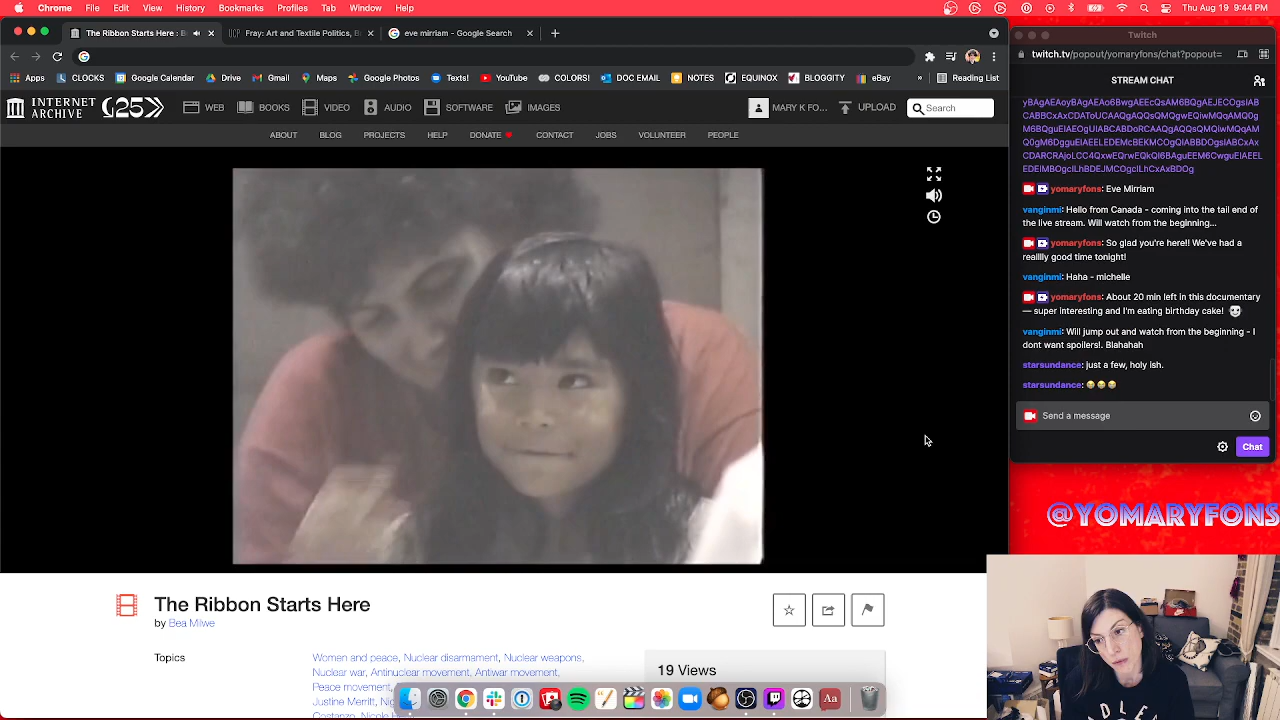 Chrome File Edit View History Bookmarks Profiles Tab Window Help
Thu Aug 19 9:44 PM
The Ribbon Starts Here : B
Fray: Art and Textile Politics, B
eve mirriam - Google Search
Twitch
twitch.tv/popout/yomaryfons/chat?popout=
Apps CLOCKS Google Calendar Drive Gmail Maps Google Photos Texts! YouTube COLORS! DOC EMAIL NOTES EQUINOX BLOGGITY eBay » Reading List
STREAM CHAT
INTERNET ARCHIVE
25
WEB BOOKS VIDEO AUDIO SOFTWARE IMAGES
MARY K FO... UPLOAD Search
ABOUT BLOG PROJECTS HELP DONATE CONTACT JOBS VOLUNTEER PEOPLE
yomaryfons: Eve Mirriam
vanginmi: Hello from Canada - coming into the tail end of
the live stream. Will watch from the beginning...
yomaryfons: So glad you're here!! We've had a
reallllly good time tonight!
vanginmi: Haha - michelle
yomaryfons: About 20 min left in this documentary
— super interesting and I'm eating birthday cake!
vanginmi: Will jump out and watch from the beginning - I
dont want spoilers!. Blahahah
starsundance: just a few, holy ish.
starsundance:
Send a message
Chat
@YOMARYFONS
The Ribbon Starts Here
by Bea Milwe
Topics
Women and peace, Nuclear disarmament, Nuclear weapons,
Nuclear war, Antinuclear movement, Antiwar movement,
Peace movement,
Justine Merritt,
19 Views
Aa